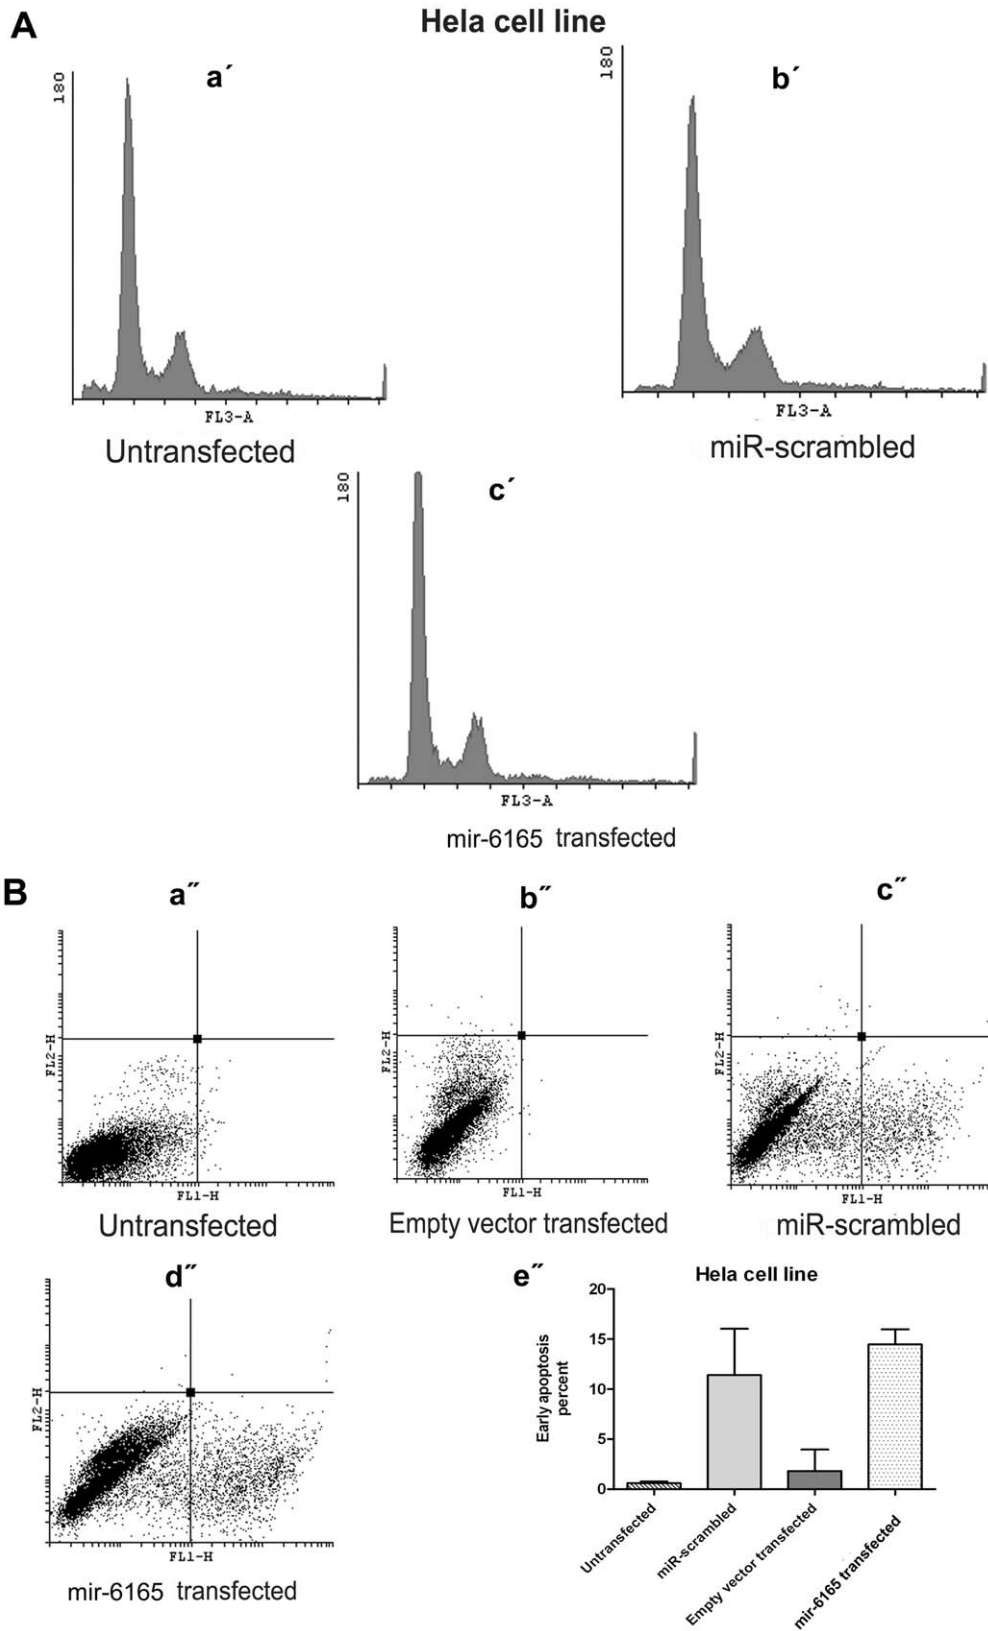 A
Hela cell line
a´
180
FL3-A
Untransfected
b´
180
FL3-A
miR-scrambled
c´
180
FL3-A
mir-6165 transfected
B
a˝
FL2-H
FL1-H
Untransfected
b˝
FL2-H
FL1-H
Empty vector transfected
c˝
FL2-H
FL1-H
miR-scrambled
d˝
FL2-H
FL1-H
mir-6165 transfected
e˝
Hela cell line
Early apoptosis
percent
20
15
10
5
0
Untransfected
miR-scrambled
Empty vector transfected
mir-6165 transfected